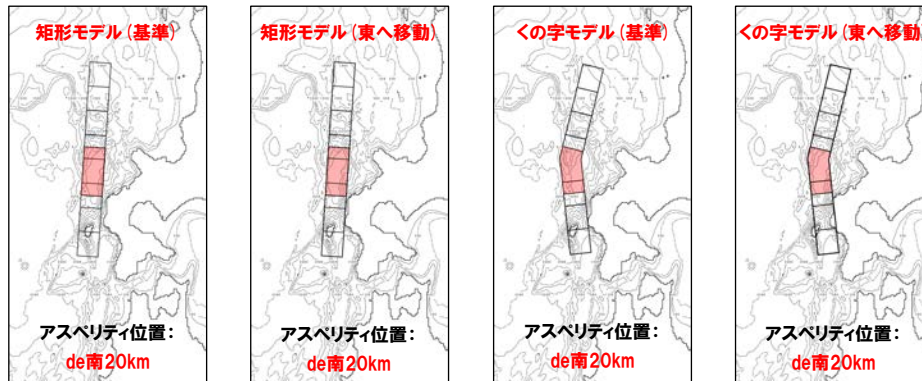 矩形モデル(基準)
アスペリティ位置:
de南20km
矩形モデル(東へ移動)
アスペリティ位置:
de南20km
くの字モデル(基準)
アスペリティ位置:
de南20km
くの字モデル(東へ移動)
アスペリティ位置:
de南20km